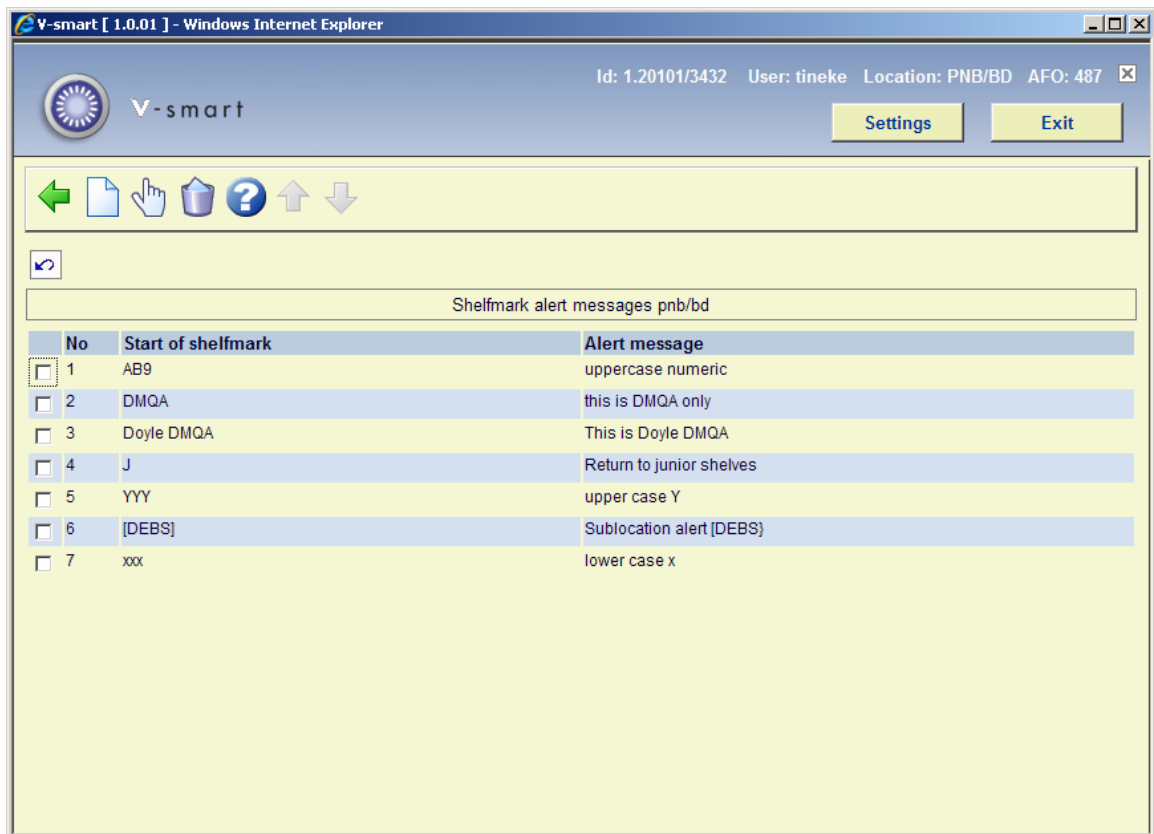 V-smart [ 1.0.01 ] - Windows Internet Explorer
Id: 1.20101/3432 User: tineke Location: PNB/BD AFO: 487
V-smart
Settings Exit
?
Shelfmark alert messages pnb/bd
No Start of shelfmark Alert message
1 AB9 uppercase numeric
2 DMQA this is DMQA only
3 Doyle DMQA This is Doyle DMQA
4 J Return to junior shelves
5 YYY upper case Y
6 [DEBS] Sublocation alert [DEBS}
7 xxx lower case x